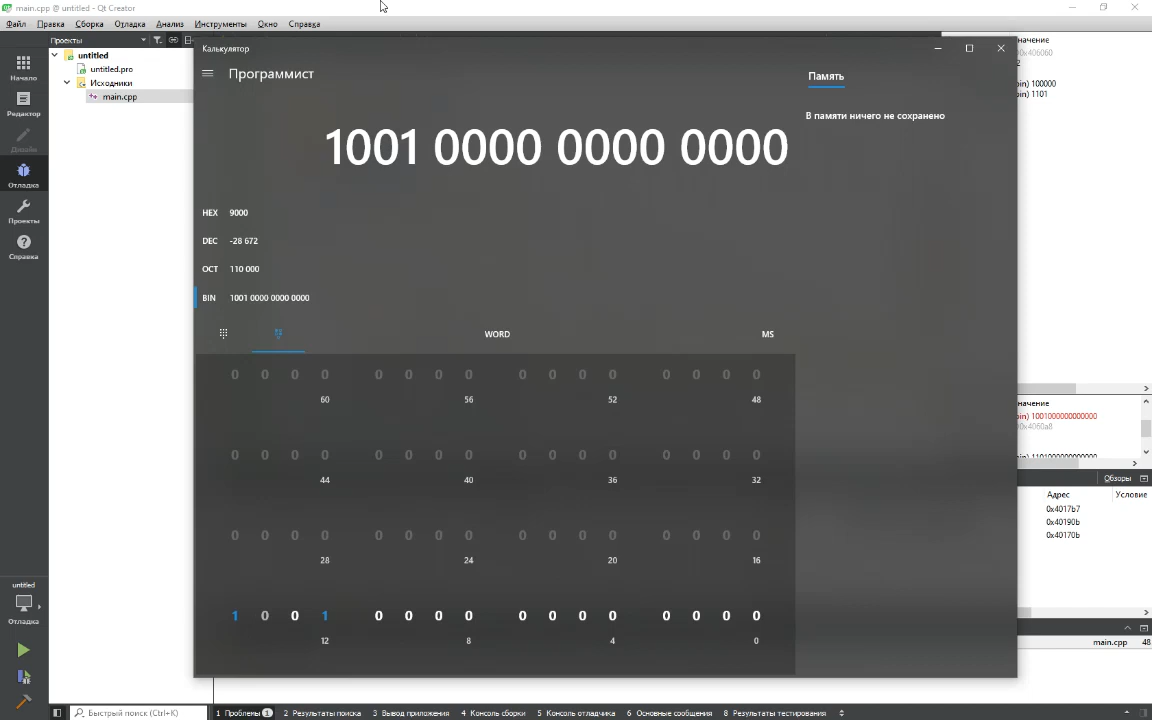 main.cpp @ untitled - Qt Creator
Файл Правка Сборка Отладка Анализ Инструменты Окно Справка
Проекты
untitled
untitled.pro
Исходники
main.cpp
Начало
Редактор
Дизайн
Отладка
Проекты
Справка
untitled
Отладка
Калькулятор
Программист
Память
В памяти ничего не сохранено
1001 0000 0000 0000
HEX 9000
DEC -28 672
OCT 110 000
BIN 1001 0000 0000 0000
WORD MS
0 0 0 0 0 0 0 0 0 0 0 0 0 0 0 0
60 56 52 48
0 0 0 0 0 0 0 0 0 0 0 0 0 0 0 0
44 40 36 32
0 0 0 0 0 0 0 0 0 0 0 0 0 0 0 0
28 24 20 16
1 0 0 1 0 0 0 0 0 0 0 0 0 0 0 0
12 8 4 0
начение
0x406060
2
in) 100000
in) 1101
начение
in) 1001000000000000
0x4060a8
in) 1101000000000000
Обзоры
Адрес Условие
0x4017b7
0x40190b
0x40170b
main.cpp 48
Быстрый поиск (Ctrl+K) 1 Проблемы 1 2 Результаты поиска 3 Вывод приложения 4 Консоль сборки 5 Консоль отладчика 6 Основные сообщения 8 Результаты тестирования